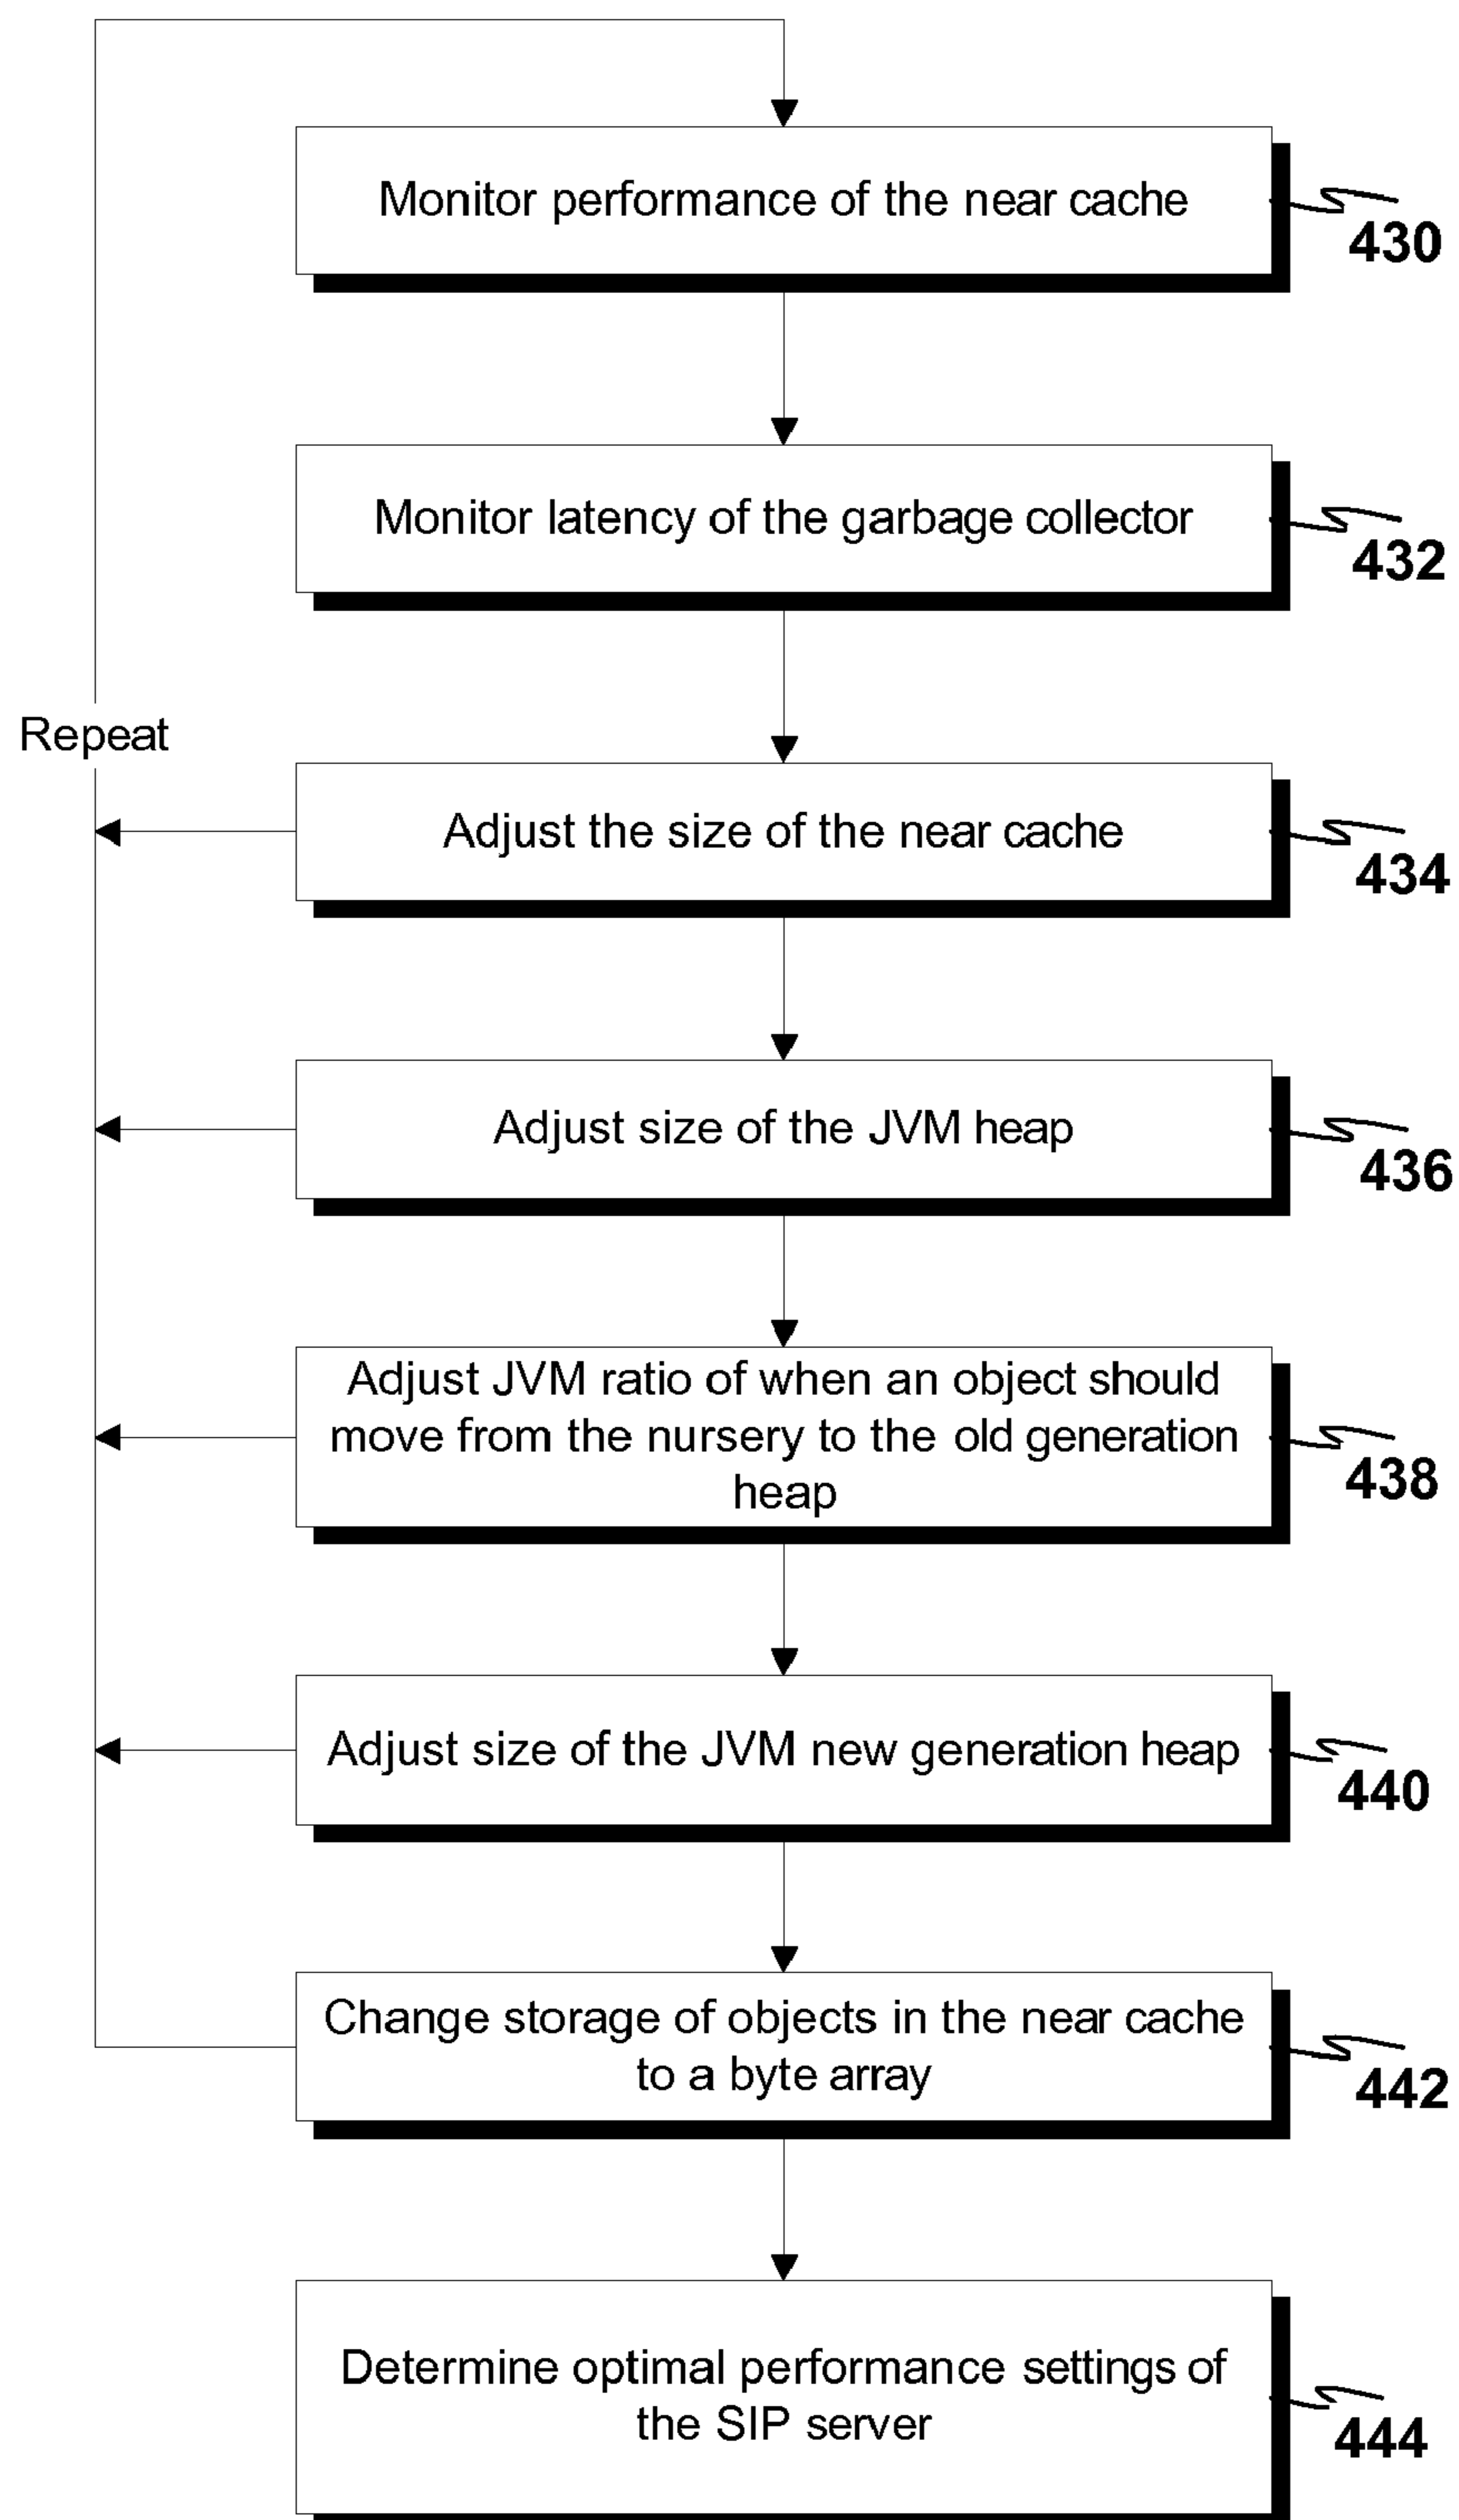 Monitor performance of the near cache
430
Monitor latency of the garbage collector
432
Repeat
Adjust the size of the near cache
434
Adjust size of the JVM heap
436
Adjust JVM ratio of when an object should
move from the nursery to the old generation
heap
438
Adjust size of the JVM new generation heap
440
Change storage of objects in the near cache
to a byte array
442
Determine optimal performance settings of
the SIP server
444